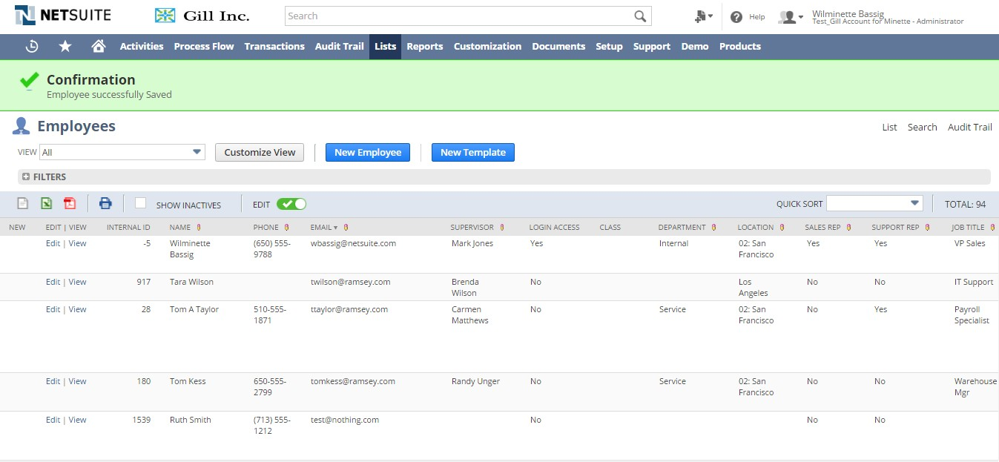 NETSUITE Gill Inc. Search Help Wilminette Bassig
Test_Gill Account for Minette - Administrator
Activities Process Flow Transactions Audit Trail Lists Reports Customization Documents Setup Support Demo Products
Confirmation
Employee successfully Saved
Employees List Search Audit Trail
VIEW All Customize View New Employee New Template
FILTERS
SHOW INACTIVES EDIT QUICK SORT TOTAL: 94
NEW EDIT | VIEW INTERNAL ID NAME PHONE EMAIL SUPERVISOR LOGIN ACCESS CLASS DEPARTMENT LOCATION SALES REP SUPPORT REP JOB TITLE
Edit | View -5 Wilminette (650) 555- wbassig@netsuite.com Mark Jones Yes Internal 02: San Yes Yes VP Sales
Bassig 9788 Francisco
Edit | View 917 Tara Wilson twilson@ramsey.com Brenda No Los No No IT Support
Wilson Angeles
Edit | View 28 Tom A Taylor 510-555- ttaylor@ramsey.com Carmen No Service 02: San No Yes Payroll
1871 Matthews Francisco Specialist
Edit | View 180 Tom Kess 650-555- tomkess@ramsey.com Randy Unger No Service 02: San No No Warehouse
2799 Francisco Mgr
Edit | View 1539 Ruth Smith (713) 555- test@nothing.com No No No
1212